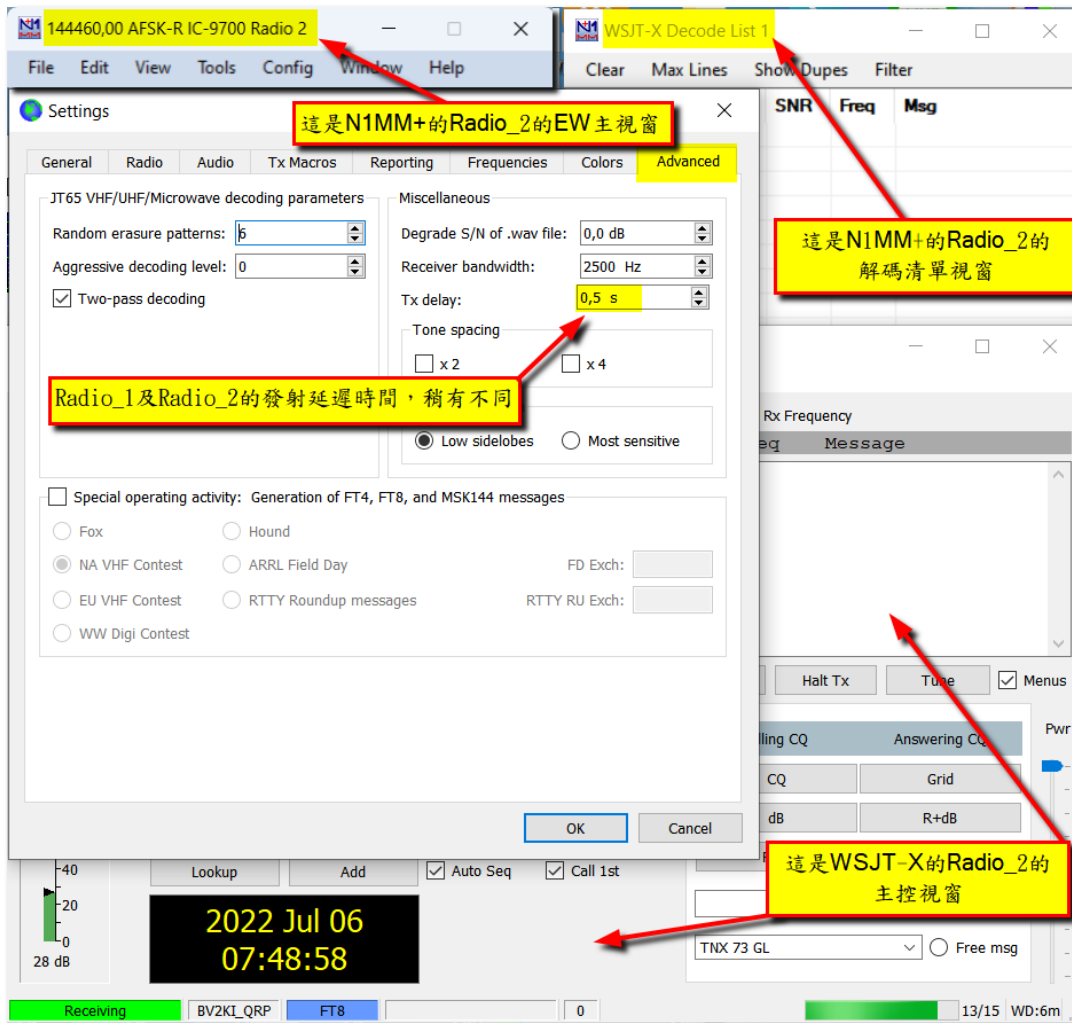 144460,00 AFSK-R IC-9700 Radio 2
File Edit View Tools Config Window Help
WSJT-X Decode List 1
Clear Max Lines Show Dupes Filter
SNR Freq Msg
Settings
這是N1MM+的Radio_2的EW主視窗
General Radio Audio Tx Macros Reporting Frequencies Colors Advanced
JT65 VHF/UHF/Microwave decoding parameters
Random erasure patterns: 6
Aggressive decoding level: 0
Two-pass decoding
Miscellaneous
Degrade S/N of .wav file: 0,0 dB
Receiver bandwidth: 2500 Hz
Tx delay: 0,5 s
Tone spacing
x 2 x 4
Low sidelobes Most sensitive
這是N1MM+的Radio_2的
解碼清單視窗
Radio_1及Radio_2的發射延遲時間，稍有不同
Special operating activity: Generation of FT4, FT8, and MSK144 messages
Fox Hound
NA VHF Contest ARRL Field Day FD Exch:
EU VHF Contest RTTY Roundup messages RTTY RU Exch:
WW Digi Contest
OK Cancel
Rx Frequency
eq Message
Halt Tx Tune Menus
lling CQ Answering CQ Pwr
CQ Grid
dB R+dB
這是WSJT-X的Radio_2的
主控視窗
-40
-20
-0
28 dB
Lookup Add Auto Seq Call 1st
2022 Jul 06
07:48:58
TNX 73 GL Free msg
Receiving BV2KI_QRP FT8 0 13/15 WD:6m